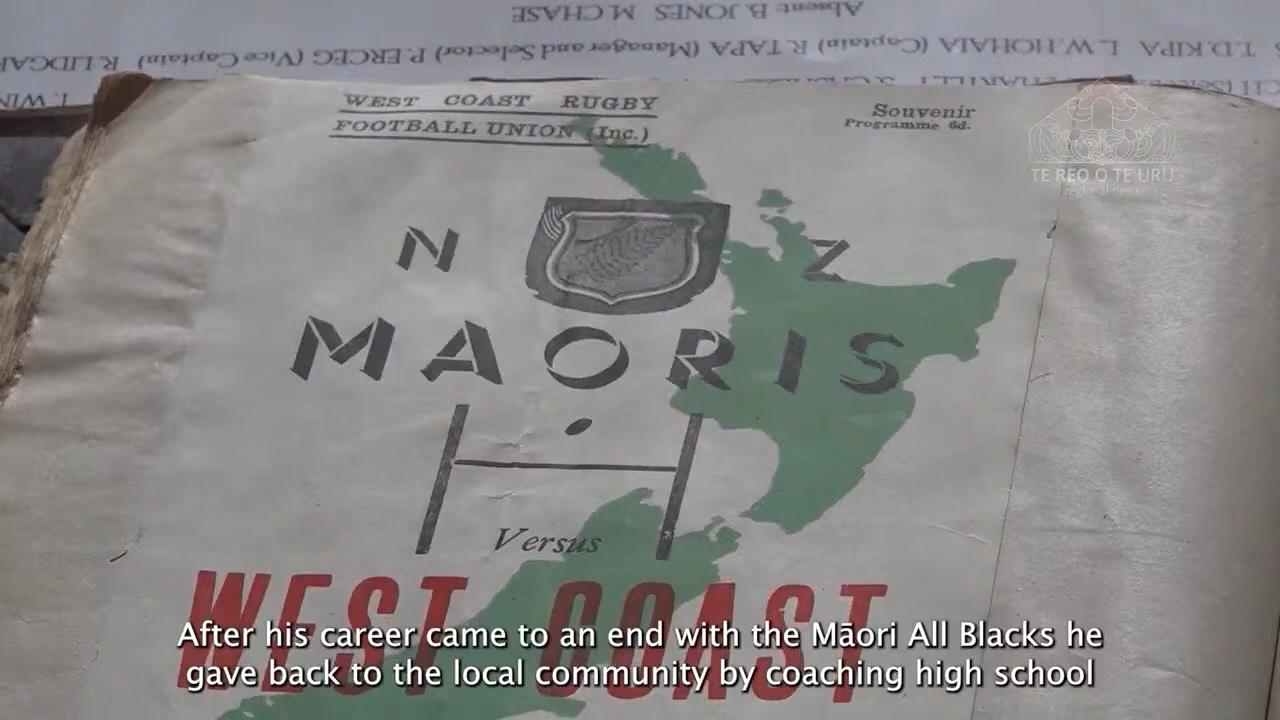 Absent B. JONES M. CHASE
T.D. KIPA L.W. HOHAIA (Captain) R. TAPA (Manager and Selector) P. ERCEG (Vice Captain) R. LIDGAR
WEST COAST RUGBY
FOOTBALL UNION (Inc.)
Souvenir
Programme 6d.
TE REO O TE URU
regional news
N Z
MAORIS
Versus
WEST COAST
After his career came to an end with the Māori All Blacks he
gave back to the local community by coaching high school